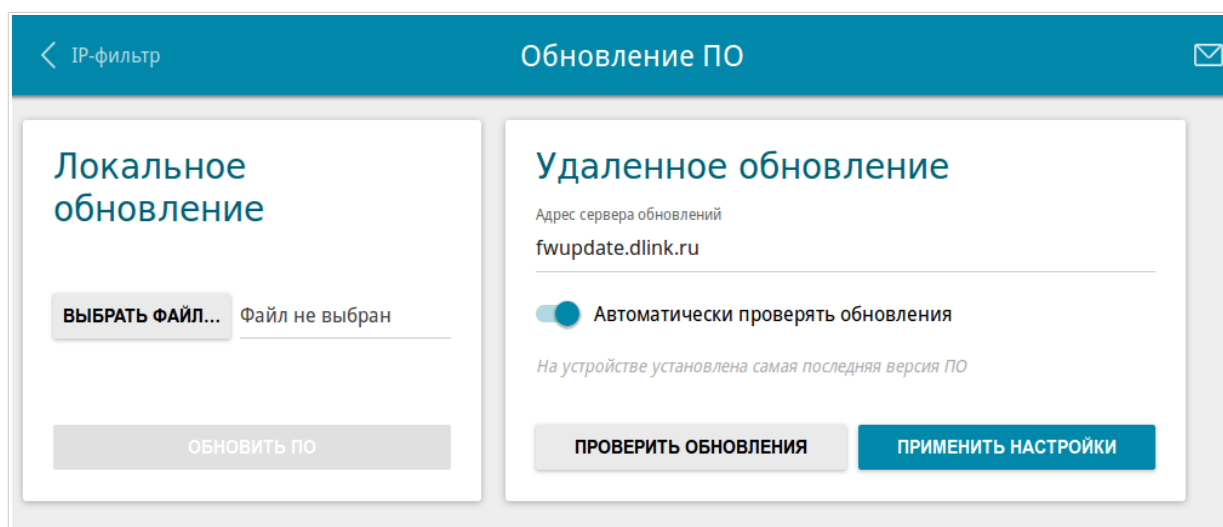 IP-фильтр
Обновление ПО
Локальное
обновление
ВЫБРАТЬ ФАЙЛ...
Файл не выбран
ОБНОВИТЬ ПО
Удаленное обновление
Адрес сервера обновлений
fwupdate.dlink.ru
Автоматически проверять обновления
На устройстве установлена самая последняя версия ПО
ПРОВЕРИТЬ ОБНОВЛЕНИЯ
ПРИМЕНИТЬ НАСТРОЙКИ